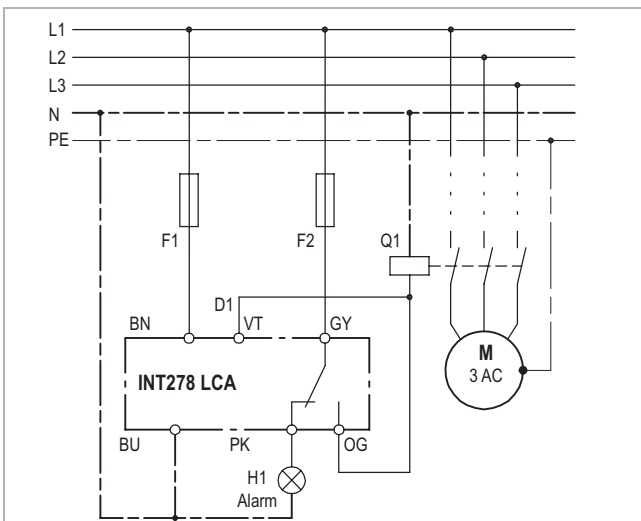 L1
L2
L3
N
PE
F1
F2
Q1
D1
BN
VT
GY
M
3 AC
INT278 LCA
BU
PK
OG
H1
Alarm